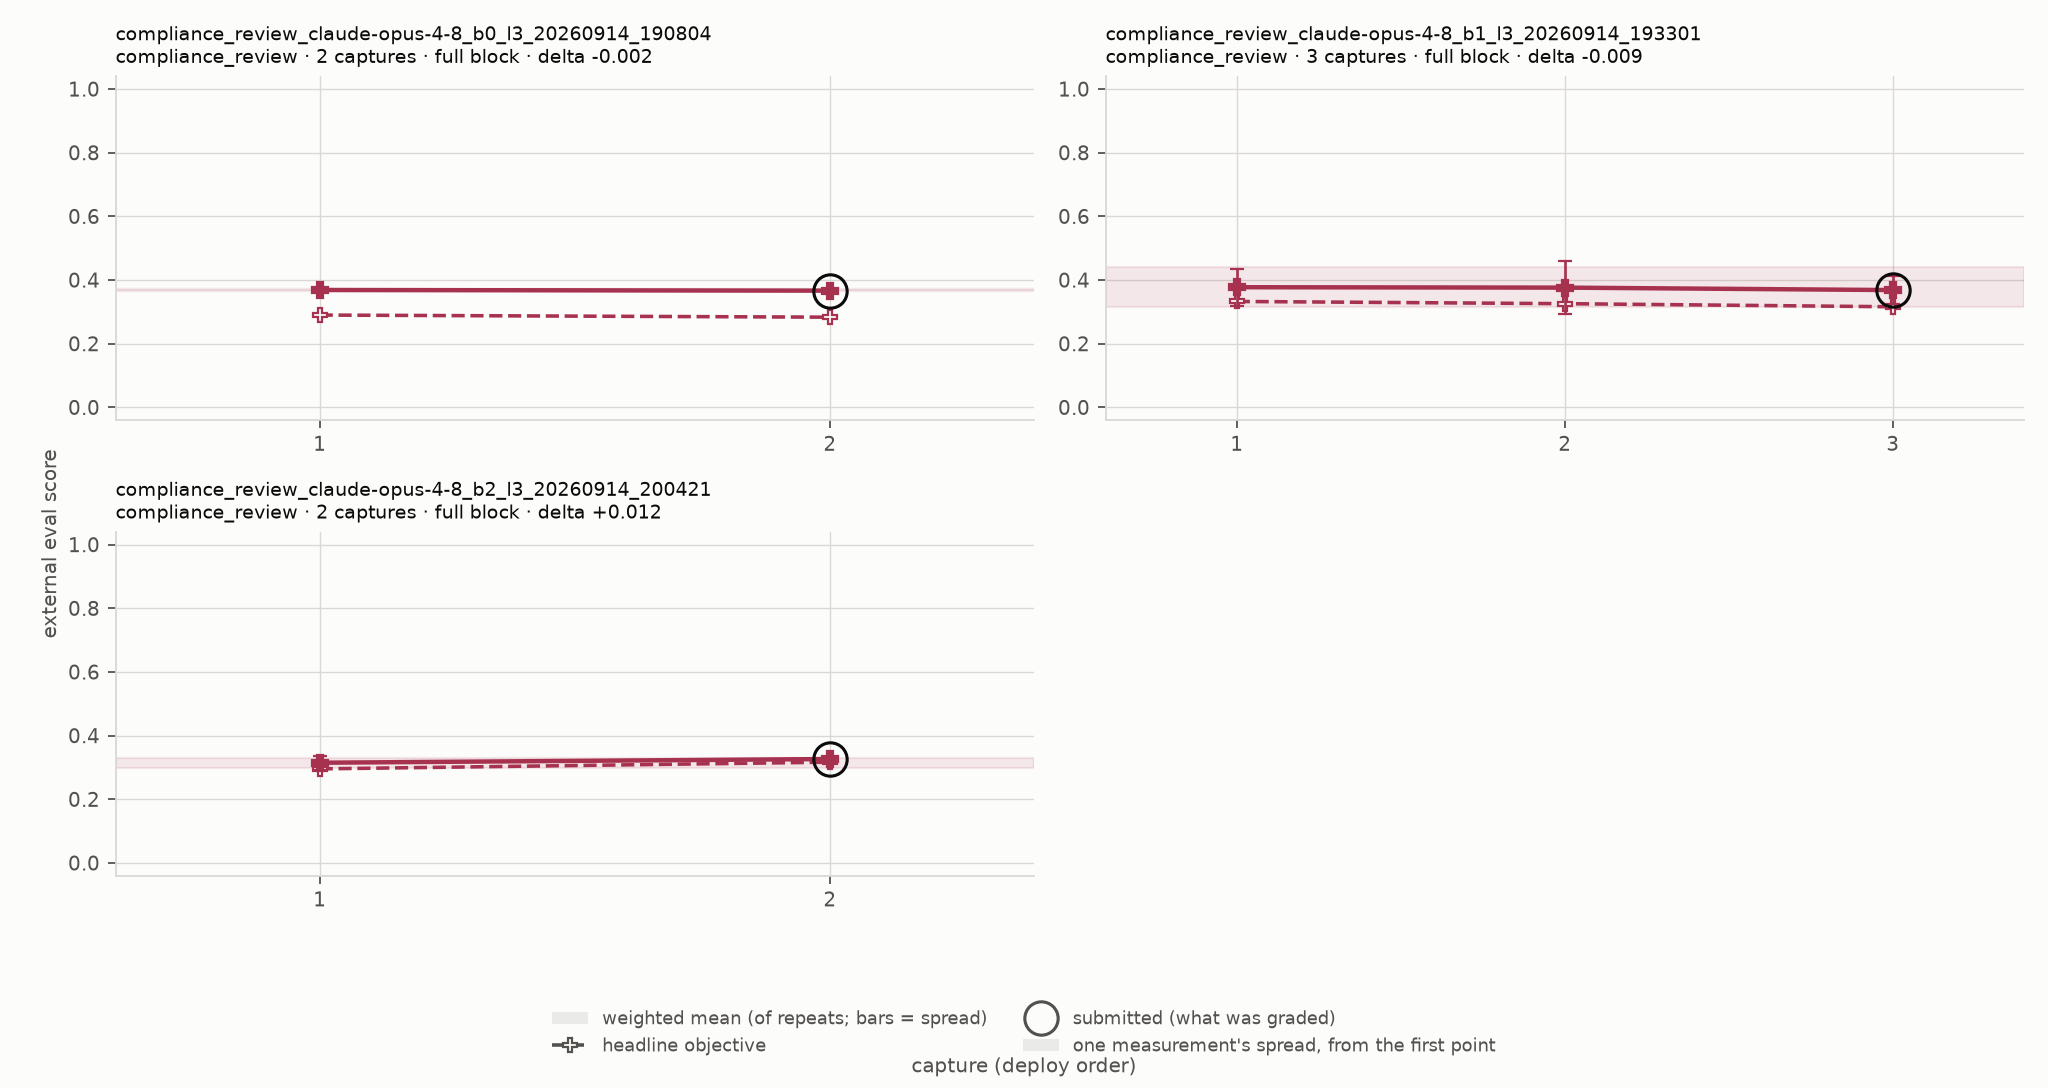 compliance_review_claude-opus-4-8_b0_l3_20260914_190804
compliance_review · 2 captures · full block · delta -0.002
1.0
0.8
0.6
0.4
0.2
0.0
1
2
compliance_review_claude-opus-4-8_b1_l3_20260914_193301
compliance_review · 3 captures · full block · delta -0.009
1.0
0.8
0.6
0.4
0.2
0.0
1
2
3
external eval score
compliance_review_claude-opus-4-8_b2_l3_20260914_200421
compliance_review · 2 captures · full block · delta +0.012
1.0
0.8
0.6
0.4
0.2
0.0
1
2
weighted mean (of repeats; bars = spread)
headline objective
submitted (what was graded)
one measurement's spread, from the first point
capture (deploy order)